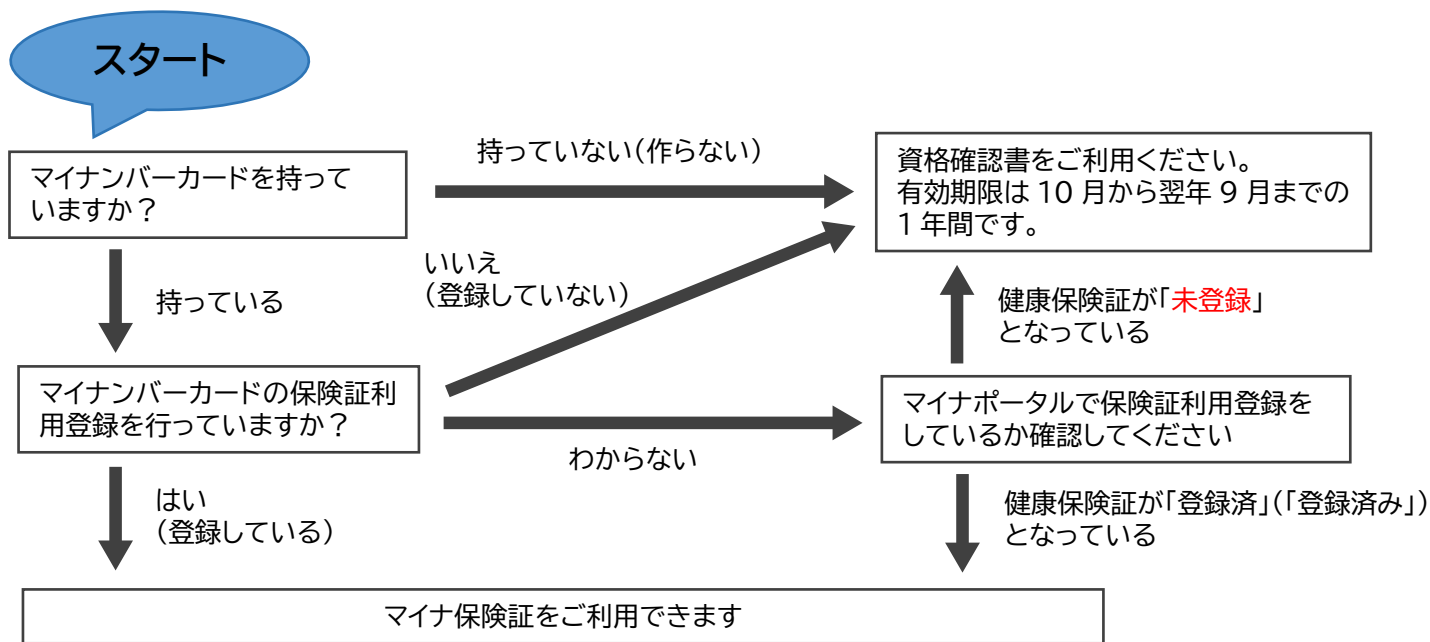 スタート
マイナンバーカードを持って
いますか？
持っていない（作らない）
資格確認書をご利用ください。
有効期限は 10 月から翌年 9 月までの
1 年間です。
持っている
いいえ
（登録していない）
健康保険証が「未登録」
となっている
マイナンバーカードの保険証利
用登録を行っていますか？
わからない
マイナポータルで保険証利用登録を
しているか確認してください
はい
（登録している）
健康保険証が「登録済」（「登録済み」）
となっている
マイナ保険証をご利用できます